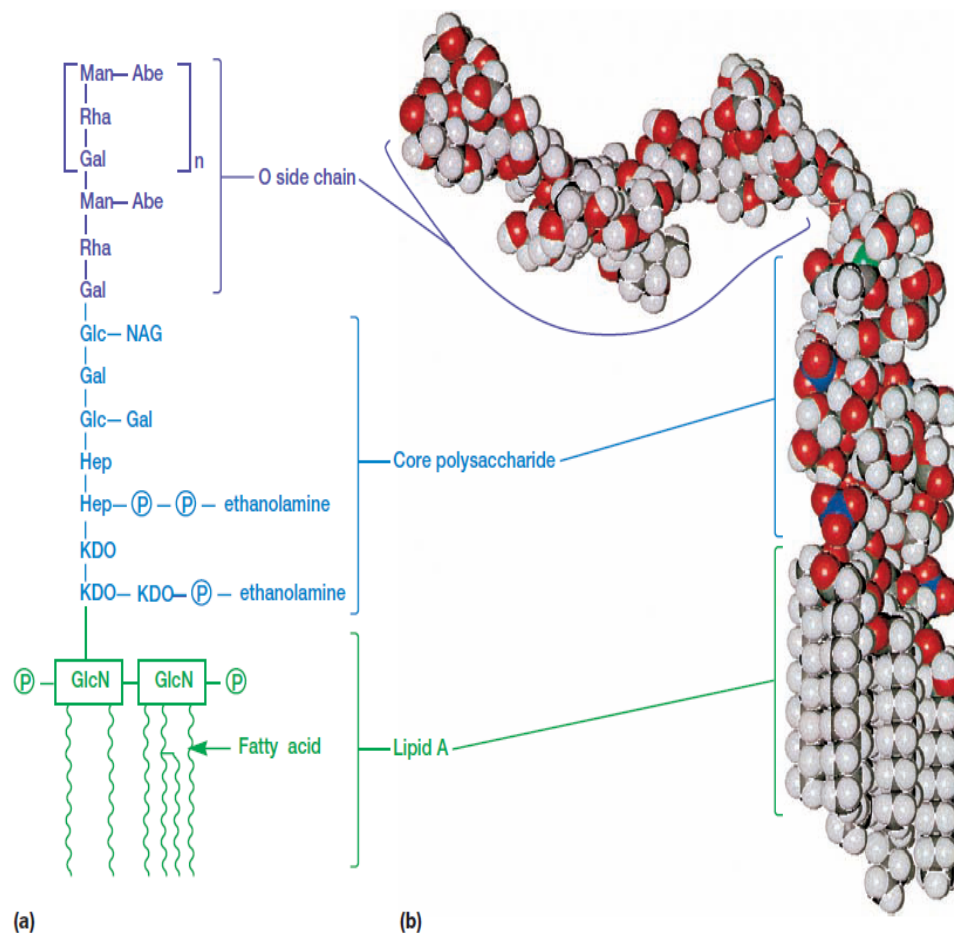 Man— Abe
Rha
Gal
n
Man— Abe
Rha
Gal
O side chain
Glc— NAG
Gal
Glc— Gal
Hep
Hep— P — P — ethanolamine
KDO
KDO— KDO— P — ethanolamine
Core polysaccharide
P — GlcN — GlcN — P
Fatty acid
Lipid A
(a)
(b)